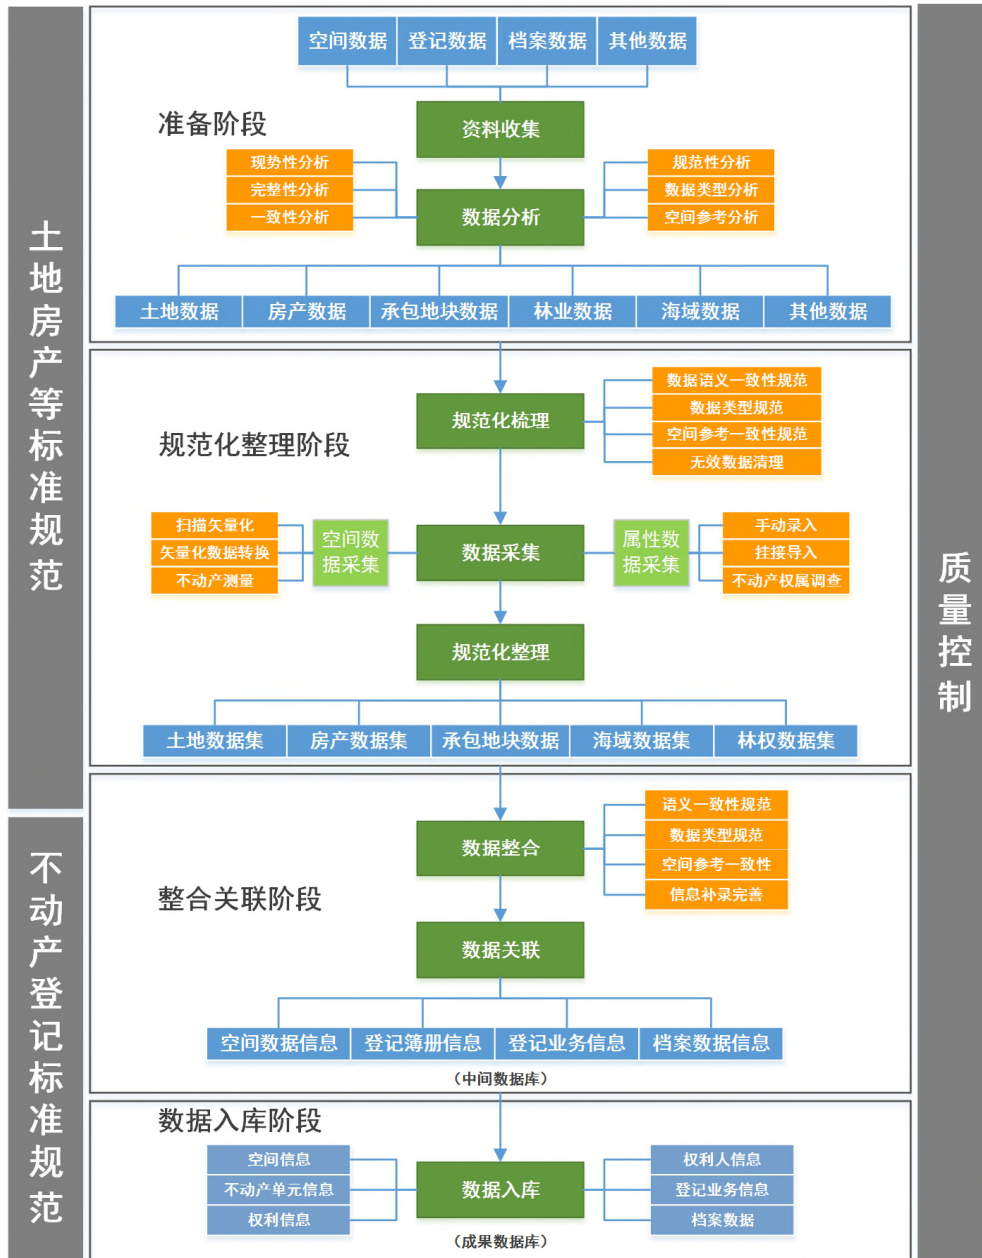 土地房产等标准规范
不动产登记标准规范
质量控制
空间数据
登记数据
档案数据
其他数据
准备阶段
资料收集
现势性分析
完整性分析
一致性分析
数据分析
规范性分析
数据类型分析
空间参考分析
土地数据
房产数据
承包地块数据
林业数据
海域数据
其他数据
规范化整理阶段
规范化梳理
数据语义一致性规范
数据类型规范
空间参考一致性规范
无效数据清理
扫描矢量化
矢量化数据转换
不动产测量
空间数
据采集
数据采集
属性数
据采集
手动录入
挂接导入
不动产权属调查
规范化整理
土地数据集
房产数据集
承包地块数据
海域数据集
林权数据集
整合关联阶段
数据整合
语义一致性规范
数据类型规范
空间参考一致性
信息补录完善
数据关联
空间数据信息
登记簿册信息
登记业务信息
档案数据信息
（中间数据库）
数据入库阶段
空间信息
不动产单元信息
权利信息
数据入库
权利人信息
登记业务信息
档案数据
（成果数据库）